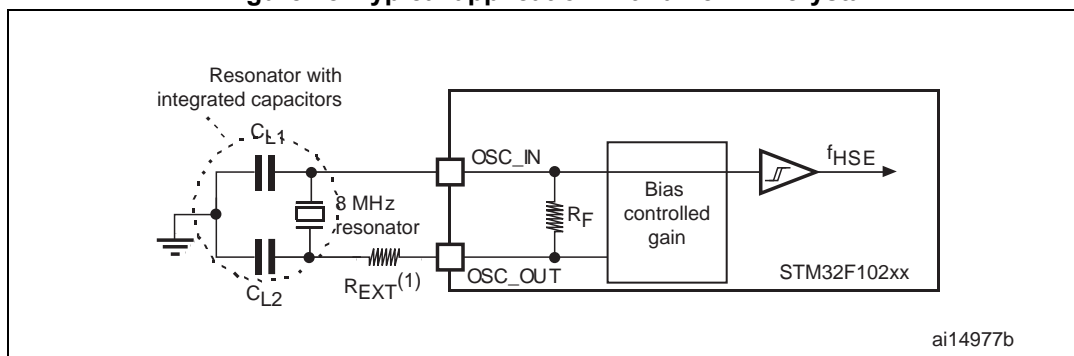 Resonator with
integrated capacitors
CL1
OSC_IN
fHSE
8 MHz
resonator
RF
Bias
controlled
gain
STM32F102xx
REXT(1)
OSC_OUT
CL2
ai14977b